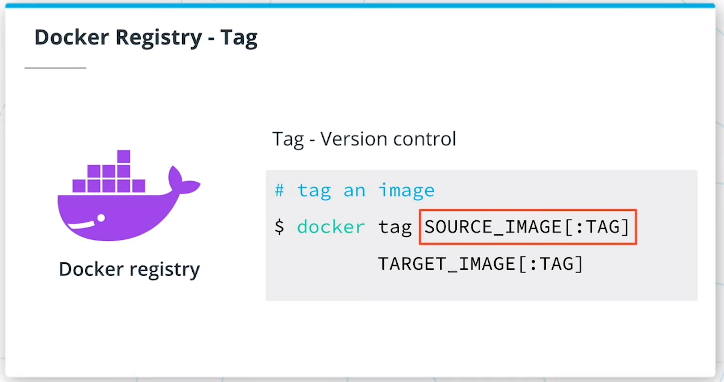 Docker Registry - Tag
Tag - Version control
# tag an image
$ docker tag SOURCE_IMAGE[:TAG]
TARGET_IMAGE[:TAG]
Docker registry